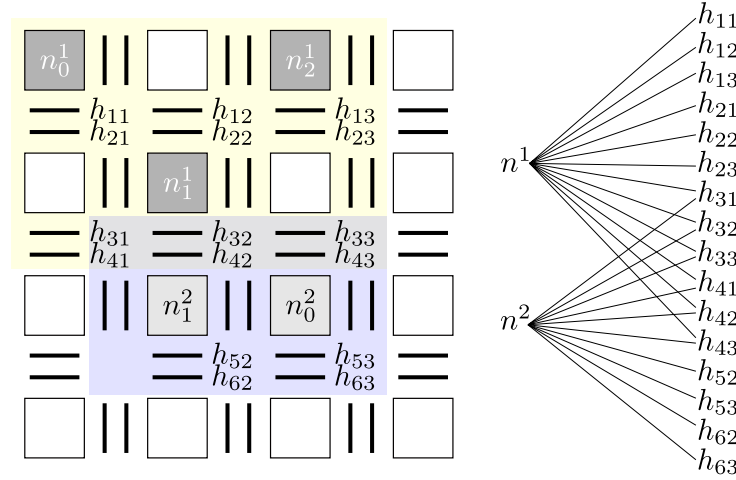 n_0^1 n_2^1
h_{11} h_{12} h_{13}
h_{21} h_{22} h_{23}
n_1^1
h_{31} h_{32} h_{33}
h_{41} h_{42} h_{43}
n_1^2 n_0^2
h_{52} h_{53}
h_{62} h_{63}
n^1
n^2
h_{11}
h_{12}
h_{13}
h_{21}
h_{22}
h_{23}
h_{31}
h_{32}
h_{33}
h_{41}
h_{42}
h_{43}
h_{52}
h_{53}
h_{62}
h_{63}